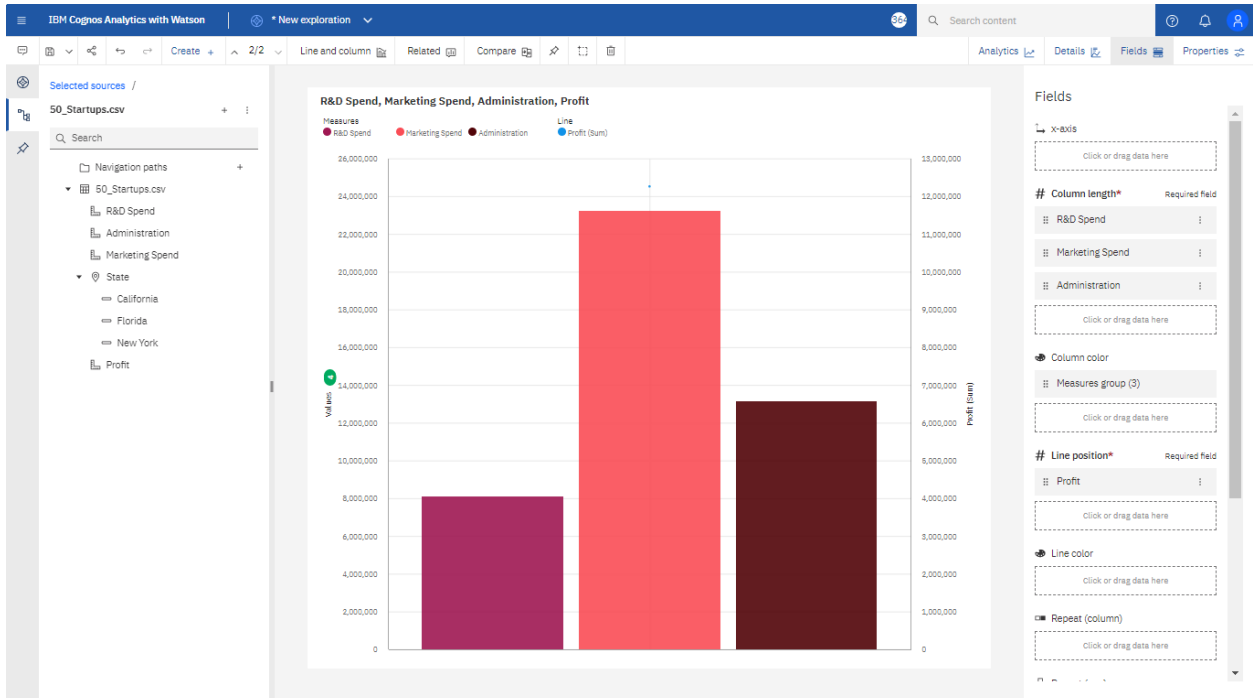 IBM Cognos Analytics with Watson
* New exploration
364
Search content
Create +
2/2
Line and column
Related
Compare
Analytics
Details
Fields
Properties
Selected sources /
50_Startups.csv
Search
Navigation paths
50_Startups.csv
R&D Spend
Administration
Marketing Spend
State
California
Florida
New York
Profit
R&D Spend, Marketing Spend, Administration, Profit
Measures
R&D Spend
Marketing Spend
Administration
Line
Profit (Sum)
26,000,000
24,000,000
22,000,000
20,000,000
18,000,000
16,000,000
14,000,000
12,000,000
10,000,000
8,000,000
6,000,000
4,000,000
2,000,000
0
Values
13,000,000
12,000,000
11,000,000
10,000,000
9,000,000
8,000,000
7,000,000
6,000,000
5,000,000
4,000,000
3,000,000
2,000,000
1,000,000
0
Profit (Sum)
Fields
x-axis
Click or drag data here
# Column length* Required field
R&D Spend
Marketing Spend
Administration
Click or drag data here
Column color
Measures group (3)
Click or drag data here
# Line position* Required field
Profit
Click or drag data here
Line color
Click or drag data here
Repeat (column)
Click or drag data here